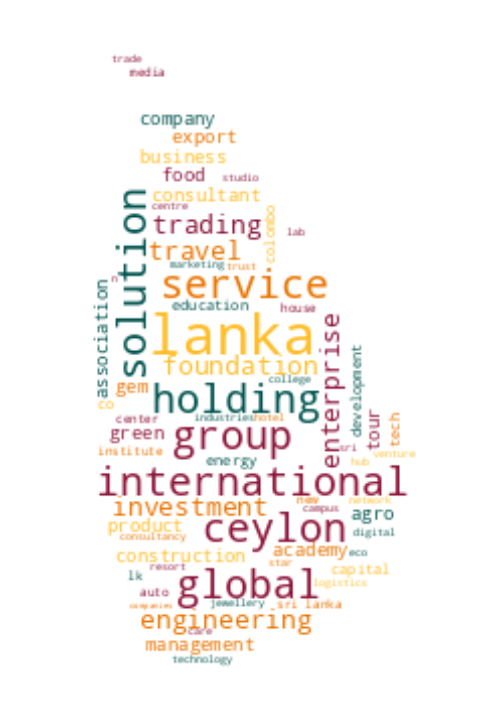 trade
media
company
export
business
food
studio
consultant
centre
solution
trading
colombo
lab
travel
marketing
trust
service
n
association
education
house
lanka
enterprise
foundation
development
college
gem
holding
co
tour
center
industries
hotel
tech
green
group
sri
institute
energy
hub
venture
international
investment
new
network
campus
agro
product
ceylon
consultancy
digital
construction
academy
eco
star
resort
capital
lk
global
logistics
auto
companies
jewellery
sri lanka
engineering
care
management
technology